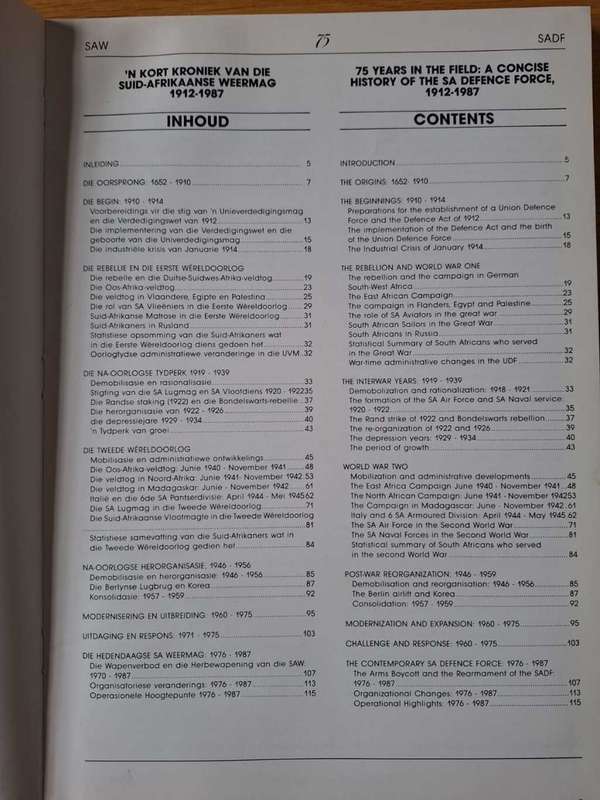 SAW
75
SADF
'N KORT KRONIEK VAN DIE
SUID-AFRIKAANSE WEERMAG
1912-1987
INHOUD
INLEIDING 5
DIE OORSPRONG: 1652 - 1910 7
DIE BEGIN: 1910 - 1914
Voorbereidings vir die stig van 'n Unieverdedigingsmag
en die Verdedigingswet van 1912 13
Die implementering van die Verdedigingswet en die
geboorte van die Univerdedigingsmag 15
Die industriële krisis van Januarie 1914 18
DIE REBELLIE EN DIE EERSTE WÊRELDOORLOG
Die rebellie en die Duitse-Suidwes-Afrika-veldtog 19
Die Oos-Afrika-veldtog 23
Die veldtog in Vlaandere, Egipte en Palestina 25
Die rol van SA Vlieëniers in die Eerste Wêreldoorlog 29
Suid-Afrikaanse Matrose in die Eerste Wêreldoorlog 31
Suid-Afrikaners in Rusland 31
Statistiese opsomming van die Suid-Afrikaners wat
in die Eerste Wêreldoorlog diens gedoen het 32
Oorlogtydse administratiewe veranderinge in die UVM 32
DIE NA-OORLOGSE TYDPERK 1919 - 1939
Demobilisasie en rasionalisasie 33
Stigting van die SA Lugmag en SA Vlootdiens 1920 - 192235
Die Randse staking (1922) en die Bondelswarts-rebellie 37
Die herorganisasie van 1922 - 1926 39
die depressiejare 1929 - 1934 40
'n Tydperk van groei 43
DIE TWEEDE WÊRELDOORLOG
Mobilisasie en administratiewe ontwikkelings 45
Die Oos-Afrika-veldtog: Junie 1940 - November 1941 48
Die veldtog in Noord-Afrika: Junie 1941 - November 1942 53
Die veldtog in Madagaskar: Junie - November 1942 61
Italië en die 6de SA Pantserdivisie: April 1944 - Mei 194562
Die SA Lugmag in die Tweede Wêreldoorlog 71
Die Suid-Afrikaanse Vlootmagte in die Tweede Wêreldoorlog
81
Statistiese samevatting van die Suid-Afrikaners wat in
die Tweede Wêreldoorlog gedien het 84
NA-OORLOGSE HERORGANISASIE: 1946 - 1956
Demobilisasie en herorganisasie: 1946 - 1956 85
Die Berlynse Lugbrug en Korea 87
Konsolidasie: 1957 - 1959 92
MODERNISERING EN UITBREIDING: 1960 - 1975 95
UITDAGING EN RESPONS: 1971 - 1975 103
DIE HEDENDAAGSE SA WEERMAG: 1976 - 1987
Die Wapenverbod en die Herbewapening van die SAW:
1970 - 1987 107
Organisatoriese veranderings: 1976 - 1987 113
Operasionele Hoogtepunte 1976 - 1987 115
75 YEARS IN THE FIELD: A CONCISE
HISTORY OF THE SA DEFENCE FORCE,
1912-1987
CONTENTS
INTRODUCTION 5
THE ORIGINS: 1652- 1910 7
THE BEGINNINGS: 1910 - 1914
Preparations for the establishment of a Union Defence
Force and the Defence Act of 1912 13
The implementation of the Defence Act and the birth
of the Union Defence Force 15
The Industrial Crisis of January 1914 18
THE REBELLION AND WORLD WAR ONE
The rebellion and the campaign in German
South-West Africa 19
The East African Campaign 23
The campaign in Flanders, Egypt and Palestine 25
The role of SA Aviators in the great war 29
South African Sailors in the Great War 31
South Africans in Russia 31
Statistical Summary of South Africans who served
in the Great War 32
War-time administrative changes in the UDF 32
THE INTERWAR YEARS. 1919 - 1939
Demobolization and rationalization: 1918 - 1921 33
The formation of the SA Air Force and SA Naval service:
1920 - 1922 35
The Rand strike of 1922 and Bondelswarts rebellion 37
The re-organization of 1922 and 1926 39
The depression years: 1929 - 1934 40
The period of growth 43
WORLD WAR TWO
Mobilization and administrative developments 45
The East Africa Campaign June 1940 - November 1941 48
The North African Campaign: June 1941 - November 194253
The Campaign in Madagascar: June - November 1942 61
Italy and 6 SA Armoured Division: April 1944 - May 1945 62
The SA Air Force in the Second World War 71
The SA Naval Forces in the Second World War 81
Statistical summary of South Africans who served
in the second World War 84
POST-WAR REORGANIZATION: 1946 - 1959
Demobilisation and reorganisation: 1946 - 1956 85
The Berlin airlift and Korea 87
Consolidation: 1957 - 1959 92
MODERNIZATION AND EXPANSION: 1960 - 1975 95
CHALLENGE AND RESPONSE: 1960 - 1975 103
THE CONTEMPORARY SA DEFENCE FORCE: 1976 - 1987
The Arms Boycott and the Rearmament of the SADF:
1976 - 1987 107
Organizational Changes: 1976 - 1987 113
Operational Highlights: 1976 - 1987 115